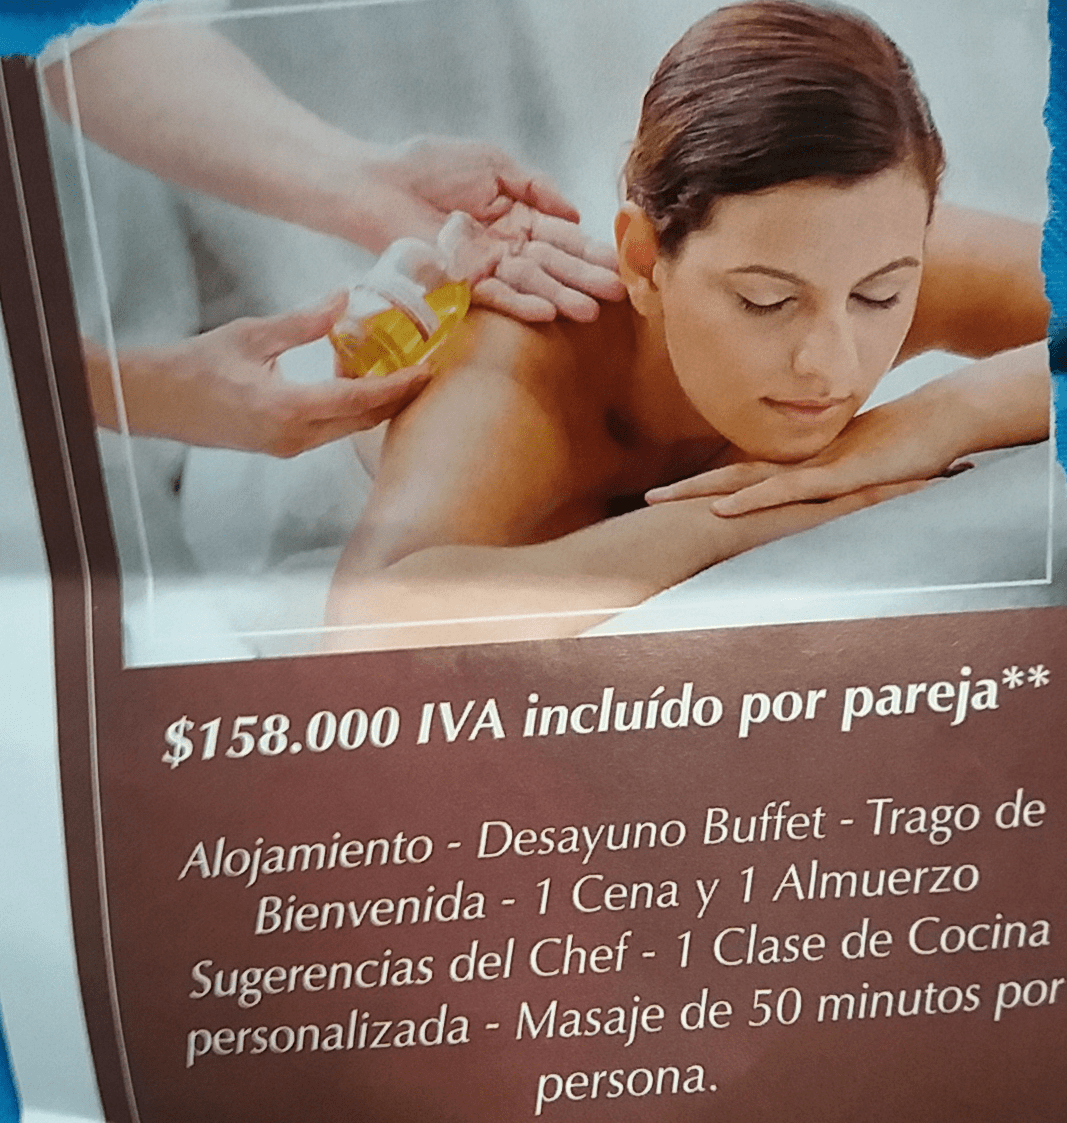 $158.000 IVA incluído por pareja**
Alojamiento - Desayuno Buffet - Trago de
Bienvenida - 1 Cena y 1 Almuerzo
Sugerencias del Chef - 1 Clase de Cocina
personalizada - Masaje de 50 minutos por
persona.